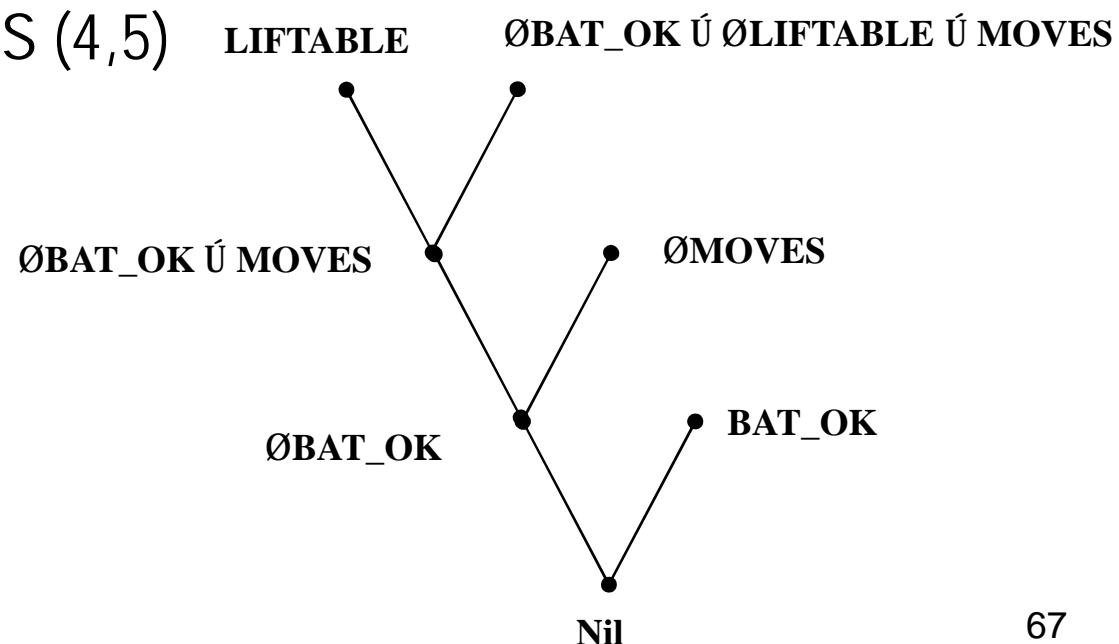 S (4,5)
LIFTABLE
ØBAT_OK Ú ØLIFTABLE Ú MOVES
ØBAT_OK Ú MOVES
ØMOVES
ØBAT_OK
BAT_OK
Nil
67